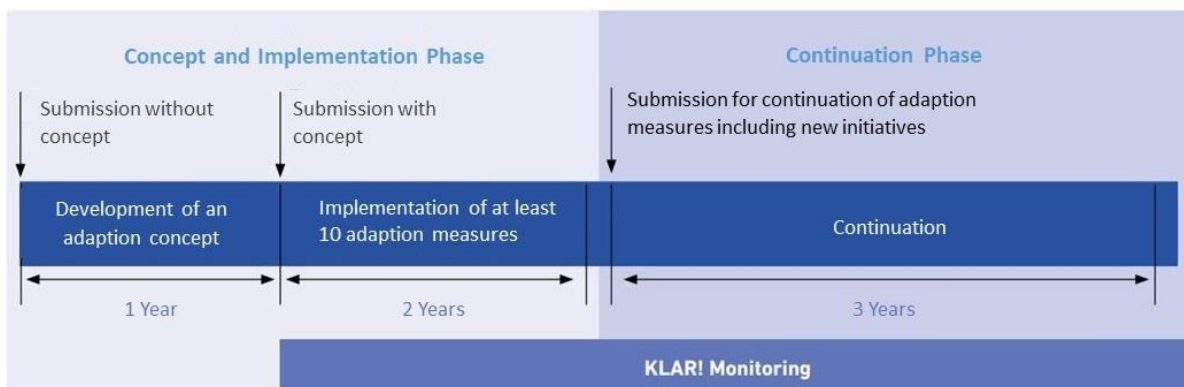 Concept and Implementation Phase
Continuation Phase
Submission without
concept
Submission with
concept
Submission for continuation of adaption
measures including new initiatives
Development of an
adaption concept
Implementation of at least
10 adaption measures
Continuation
1 Year
2 Years
3 Years
KLAR! Monitoring